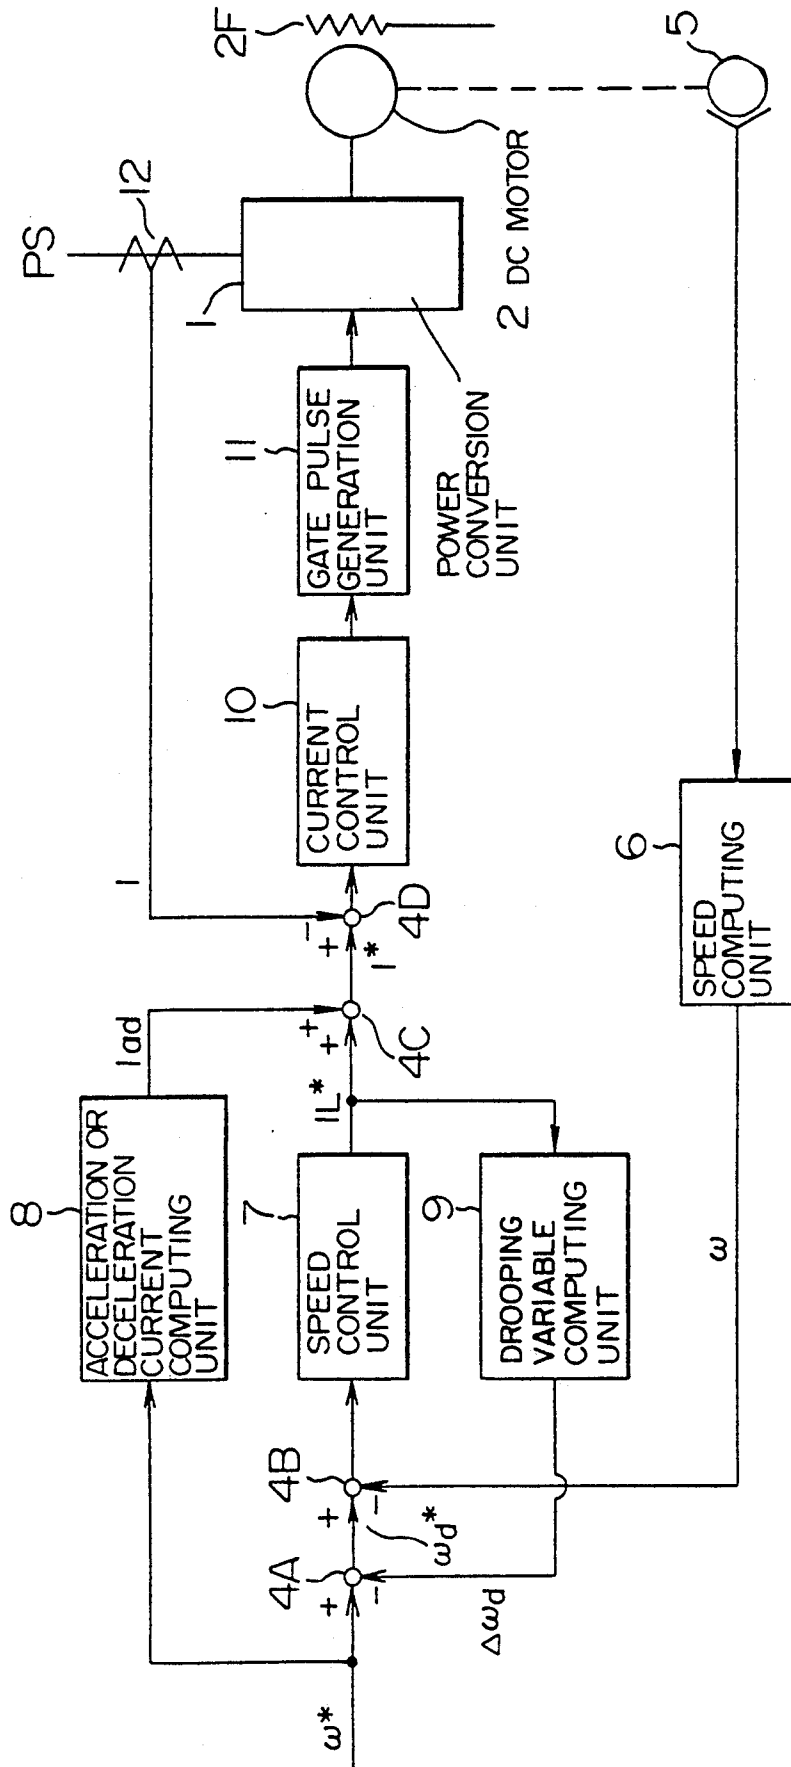 8
ACCELERATION OR
DECELERATION
CURRENT
COMPUTING
UNIT
Iad
I
PS
12
2F
ω*
+
4A
-
ωd*
+
4B
-
7
SPEED
CONTROL
UNIT
IL*
+
+
4C
I*
+
-
4D
10
CURRENT
CONTROL
UNIT
11
GATE PULSE
GENERATION
UNIT
1
POWER
CONVERSION
UNIT
2 DC MOTOR
Δωd
9
DROOPING
VARIABLE
COMPUTING
UNIT
ω
6
SPEED
COMPUTING
UNIT
5